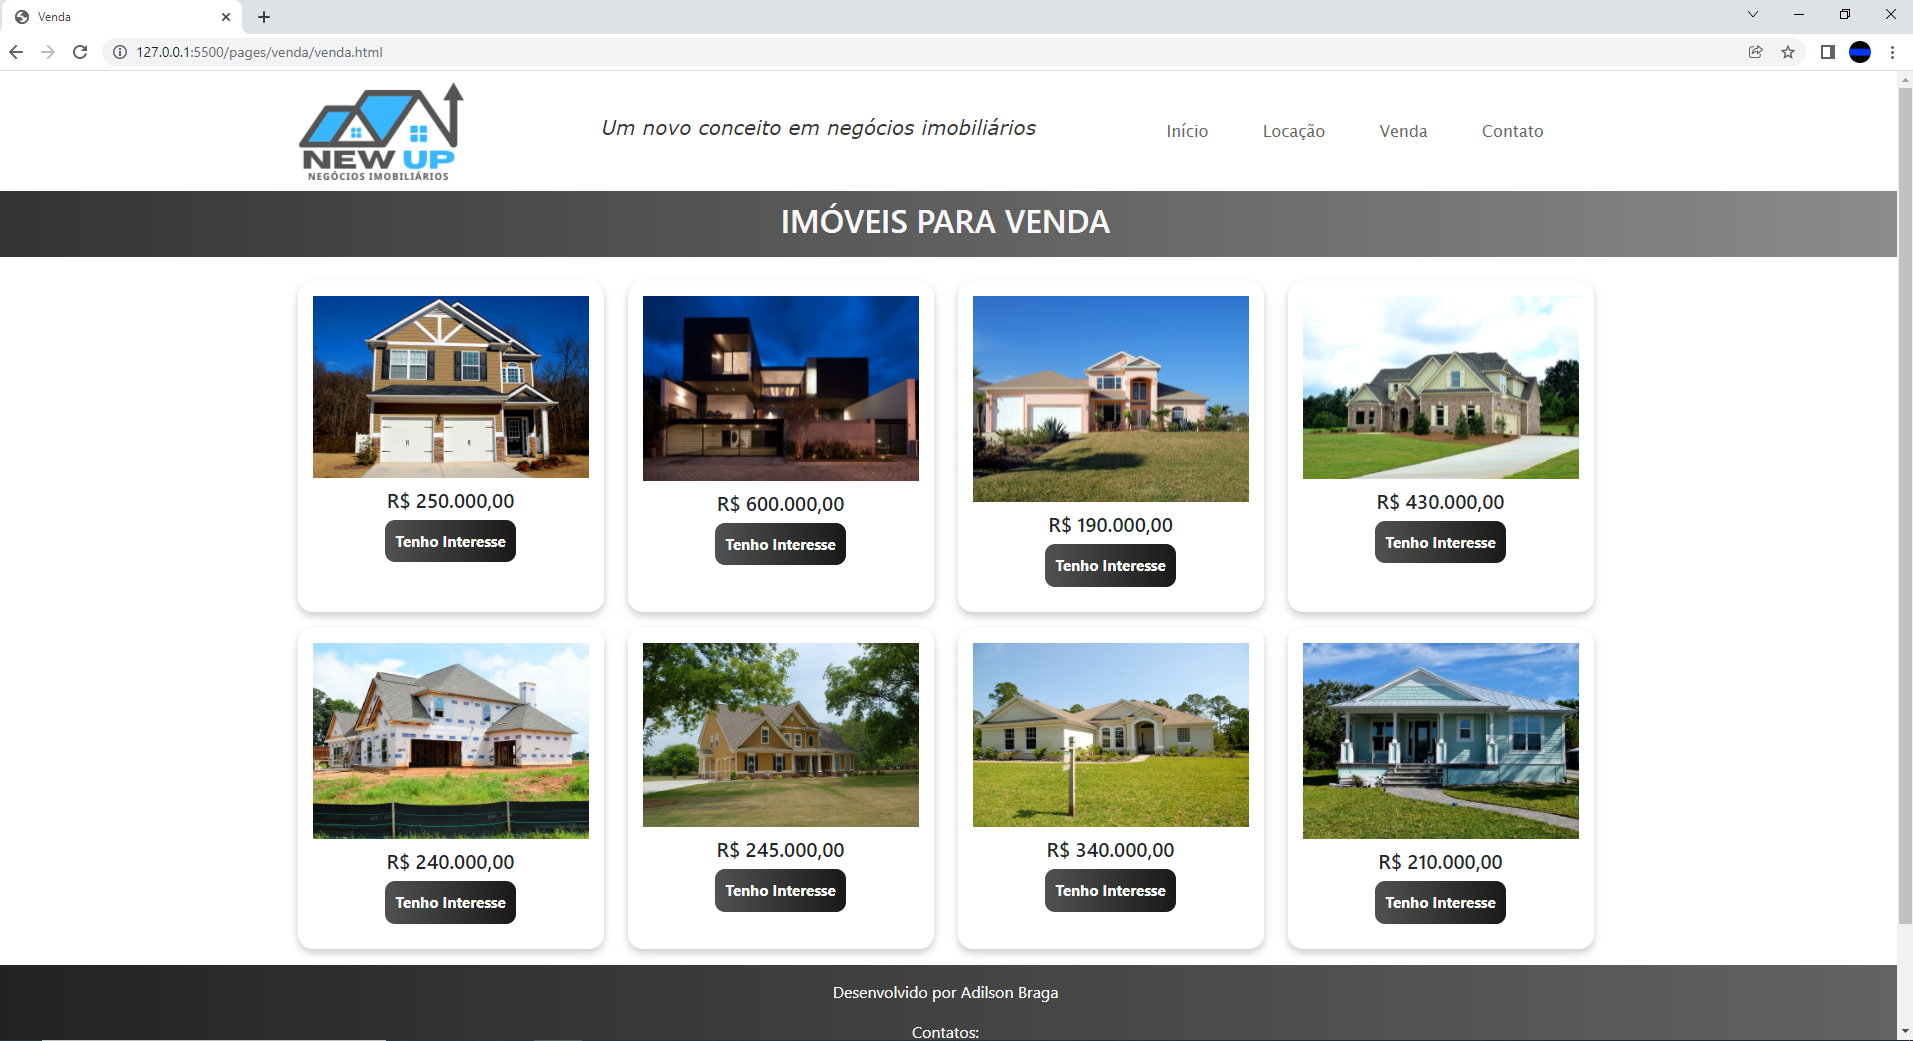 Venda
127.0.0.1:5500/pages/venda/venda.html
NEW UP
NEGÓCIOS IMOBILIÁRIOS
Um novo conceito em negócios imobiliários
Início Locação Venda Contato
IMÓVEIS PARA VENDA
R$ 250.000,00
Tenho Interesse
R$ 600.000,00
Tenho Interesse
R$ 190.000,00
Tenho Interesse
R$ 430.000,00
Tenho Interesse
R$ 240.000,00
Tenho Interesse
R$ 245.000,00
Tenho Interesse
R$ 340.000,00
Tenho Interesse
R$ 210.000,00
Tenho Interesse
Desenvolvido por Adilson Braga
Contatos: